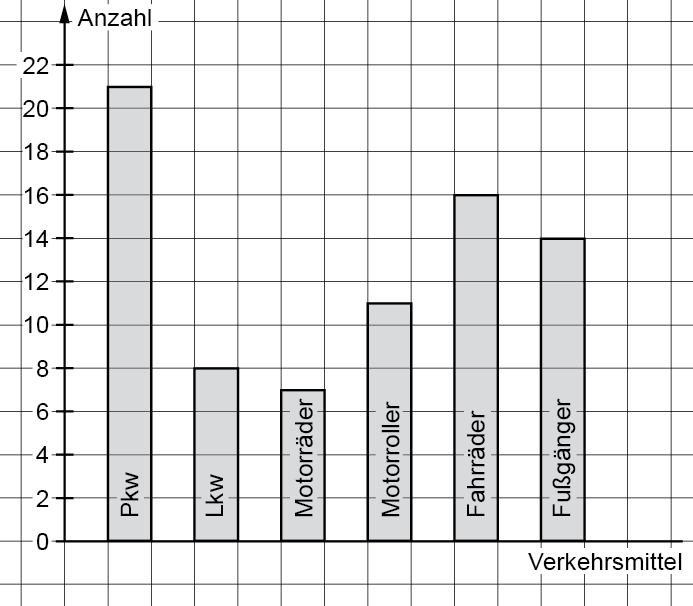 Anzahl
22
20
18
16
14
12
10
8
6
4
2
0
Pkw
Lkw
Motorräder
Motorroller
Fahrräder
Fußgänger
Verkehrsmittel